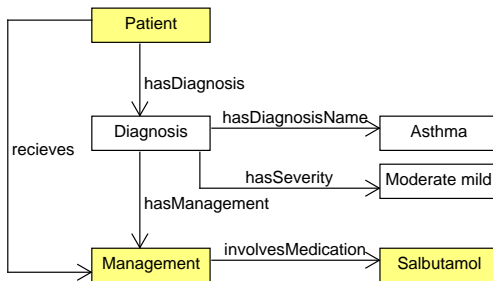 Patient
hasDiagnosis
Diagnosis
hasDiagnosisName
Asthma
recieves
hasSeverity
Moderate mild
hasManagement
Management
involvesMedication
Salbutamol